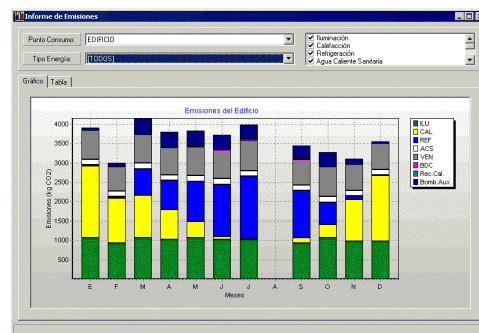 Informe de Emisiones
Punto Consumo: EDIFICIO
Tipo Energía: [TODOS]
Iluminación
Calefacción
Refrigeración
Agua Caliente Sanitaria
Gráfico Tabla
Emisiones del Edificio
Emisiones (kg CO2)
4000
3500
3000
2500
2000
1500
1000
500
E F M A M J J A S O N D
Meses
ILU
CAL
REF
ACS
VEN
BDC
Rec.Cal.
Bomb.Aux.